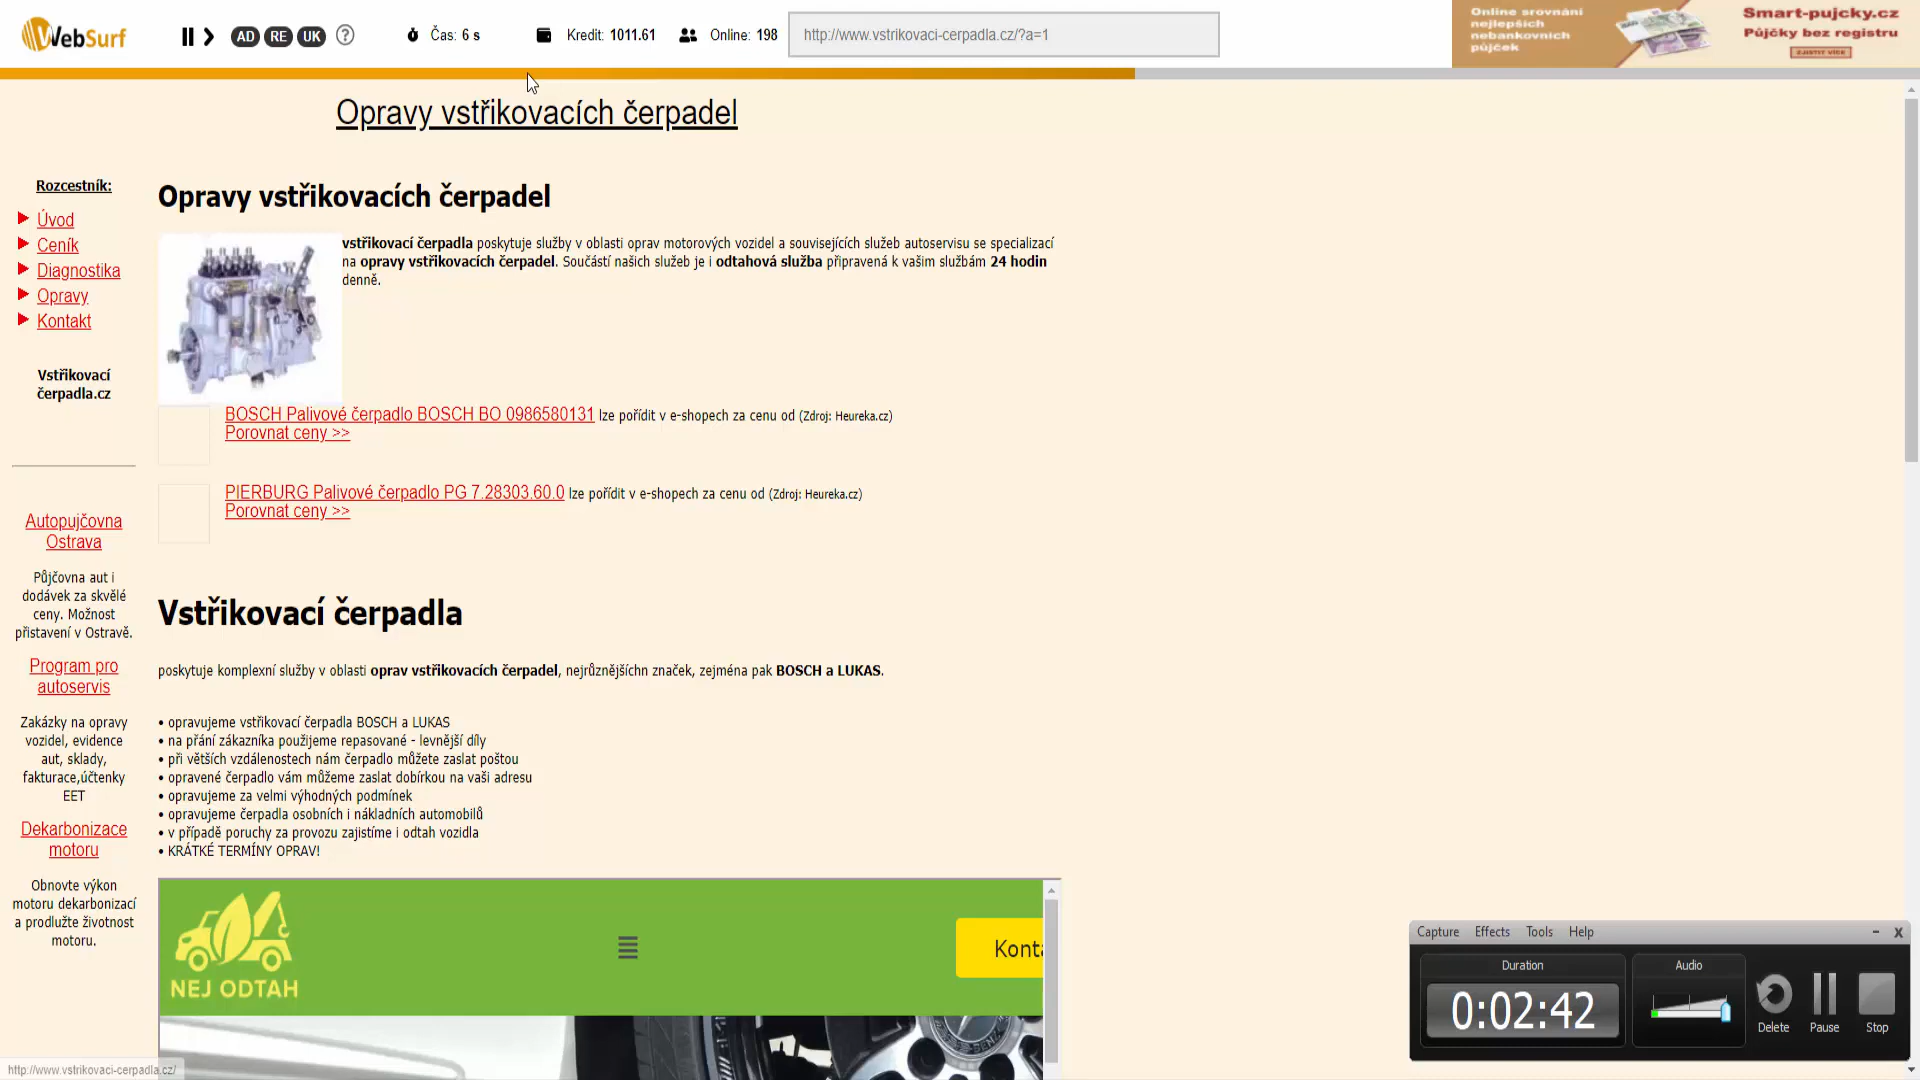 WebSurf
AD RE UK ?
Čas: 6 s
Kredit: 1011.61
Online: 198
http://www.vstrikovaci-cerpadla.cz/?a=1
Online srovnání
nejlepších
nebankovních
půjček
Smart-pujcky.cz
Půjčky bez registru
ZJISTIT VÍCE
Opravy vstřikovacích čerpadel
Rozcestník:
Úvod
Ceník
Diagnostika
Opravy
Kontakt
Vstřikovací
čerpadla.cz
Autopujčovna
Ostrava
Půjčovna aut i
dodávek za skvělé
ceny. Možnost
přistavení v Ostravě.
Program pro
autoservis
Zakázky na opravy
vozidel, evidence
aut, sklady,
fakturace,účtenky
EET
Dekarbonizace
motoru
Obnovte výkon
motoru dekarbonizací
a prodlužte životnost
motoru.
Opravy vstřikovacích čerpadel
vstřikovací čerpadla poskytuje služby v oblasti oprav motorových vozidel a souvisejících služeb autoservisu se specializací
na opravy vstřikovacích čerpadel. Součástí našich služeb je i odtahová služba připravená k vašim službám 24 hodin
denně.
BOSCH Palivové čerpadlo BOSCH BO 0986580131 lze pořídit v e-shopech za cenu od (Zdroj: Heureka.cz)
Porovnat ceny >>
PIERBURG Palivové čerpadlo PG 7.28303.60.0 lze pořídit v e-shopech za cenu od (Zdroj: Heureka.cz)
Porovnat ceny >>
Vstřikovací čerpadla
poskytuje komplexní služby v oblasti oprav vstřikovacích čerpadel, nejrůznějšíchn značek, zejména pak BOSCH a LUKAS.
• opravujeme vstřikovací čerpadla BOSCH a LUKAS
• na přání zákazníka použijeme repasované - levnější díly
• při větších vzdálenostech nám čerpadlo můžete zaslat poštou
• opravené čerpadlo vám můžeme zaslat dobírkou na vaši adresu
• opravujeme za velmi výhodných podmínek
• opravujeme čerpadla osobních i nákladních automobilů
• v případě poruchy za provozu zajistíme i odtah vozidla
• KRÁTKÉ TERMÍNY OPRAV!
NEJ ODTAH
Konta
http://www.vstrikovaci-cerpadla.cz/
Capture Effects Tools Help
Duration
0:02:42
Audio
Delete
Pause
Stop